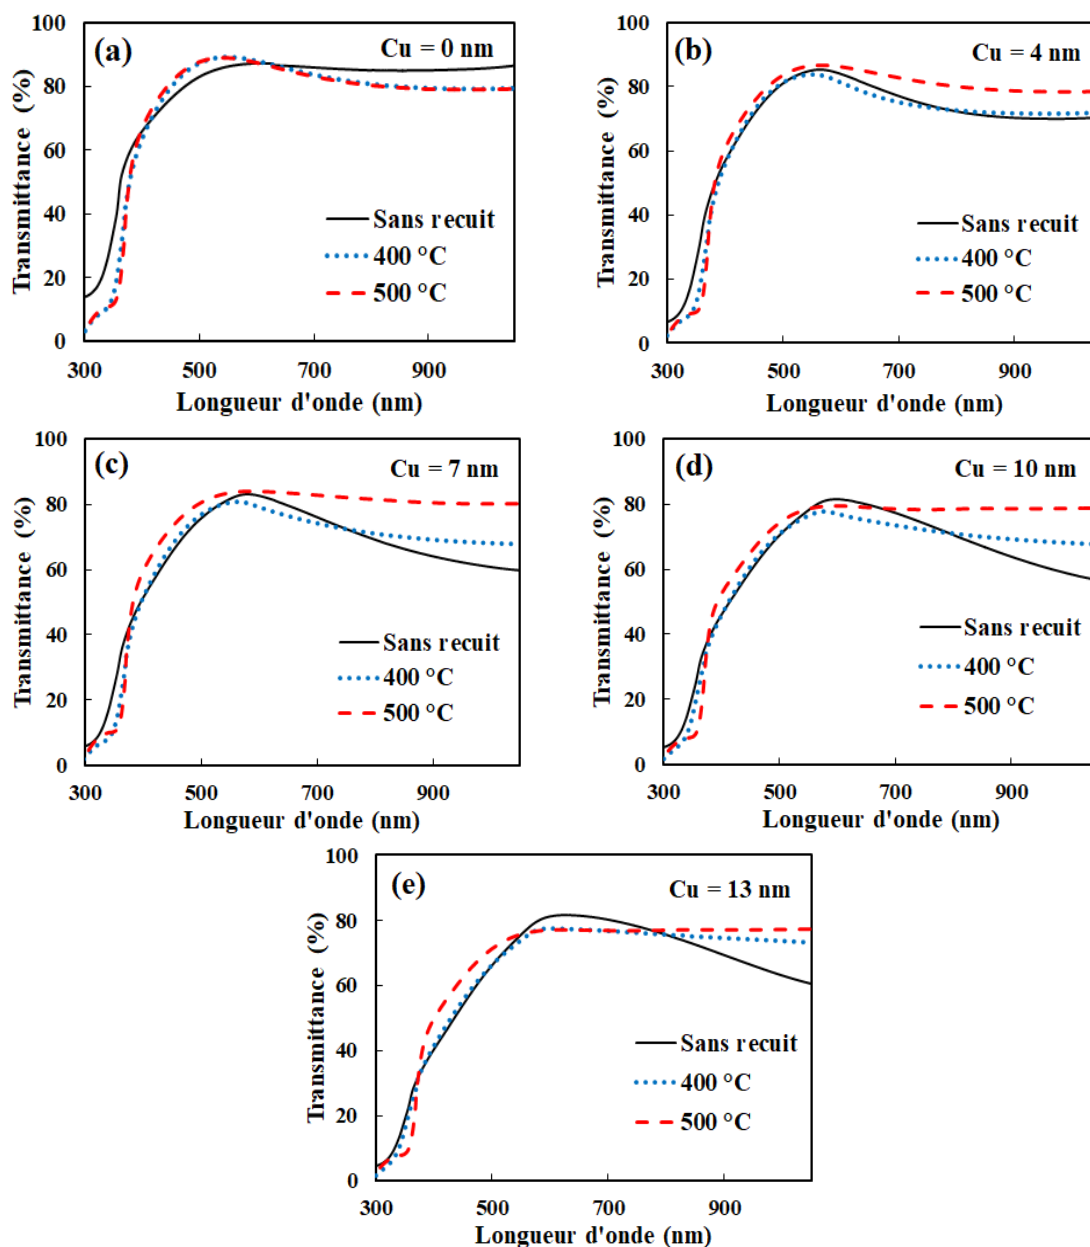 (a)
Cu = 0 nm
Transmittance (%)
100
80
60
40
20
0
Sans recuit
400 °C
500 °C
300
500
700
900
Longueur d'onde (nm)
(b)
Cu = 4 nm
Transmittance (%)
100
80
60
40
20
0
Sans recuit
400 °C
500 °C
300
500
700
900
Longueur d'onde (nm)
(c)
Cu = 7 nm
Transmittance (%)
100
80
60
40
20
0
Sans recuit
400 °C
500 °C
300
500
700
900
Longueur d'onde (nm)
(d)
Cu = 10 nm
Transmittance (%)
100
80
60
40
20
0
Sans recuit
400 °C
500 °C
300
500
700
900
Longueur d'onde (nm)
(e)
Cu = 13 nm
Transmittance (%)
100
80
60
40
20
0
Sans recuit
400 °C
500 °C
300
500
700
900
Longueur d'onde (nm)